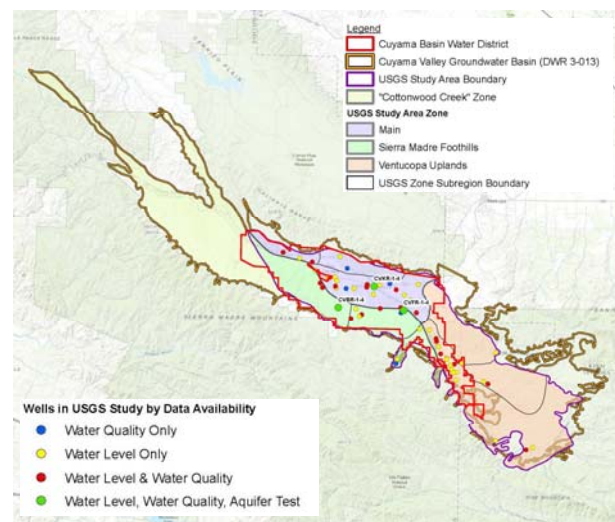 Legend
Cuyama Basin Water District
Cuyama Valley Groundwater Basin (DWR 3-013)
USGS Study Area Boundary
"Cottonwood Creek" Zone
USGS Study Area Zone
Main
Sierra Madre Foothills
Ventucopa Uplands
USGS Zone Subregion Boundary
CVKR-1-4
CVBR-1-4
CVFR-1-4
SIERRA MADRE MOUNTAINS
Wells in USGS Study by Data Availability
Water Quality Only
Water Level Only
Water Level & Water Quality
Water Level, Water Quality, Aquifer Test